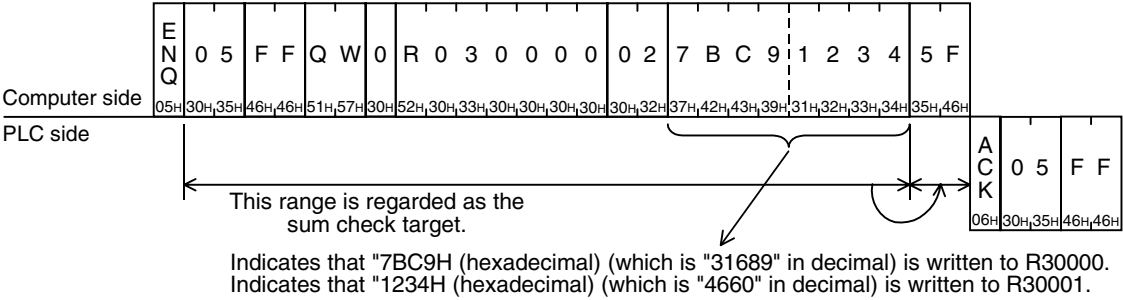 E N Q 0 5 F F Q W 0 R 0 3 0 0 0 0 0 2 7 B C 9 1 2 3 4 5 F
Computer side 05H 30H,35H 46H,46H 51H,57H 30H 52H,30H,33H,30H,30H,30H,30H 30H,32H 37H,42H,43H,39H,31H,32H,33H,34H 35H,46H
PLC side
A C K 0 5 F F
06H 30H,35H 46H,46H
This range is regarded as the
sum check target.
Indicates that "7BC9H (hexadecimal) (which is "31689" in decimal) is written to R30000.
Indicates that "1234H (hexadecimal) (which is "4660" in decimal) is written to R30001.